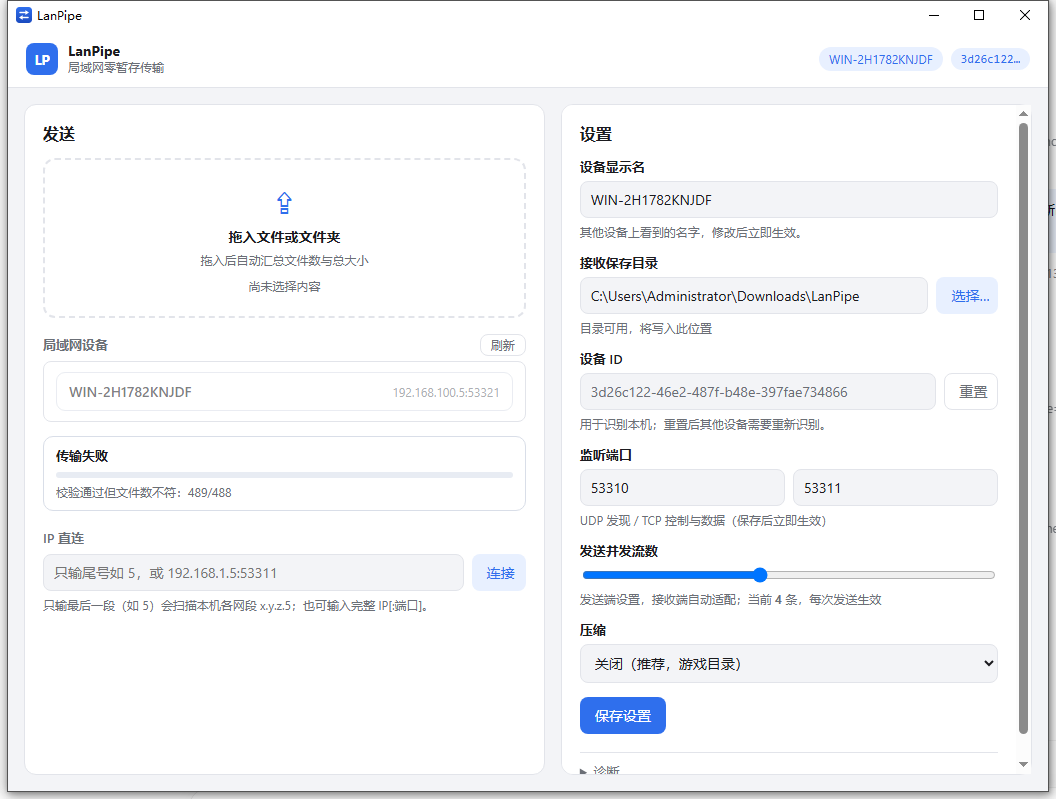 LanPipe
LP
LanPipe
局域网零暂存传输
WIN-2H1782KNJDF
3d26c122…
发送
拖入文件或文件夹
拖入后自动汇总文件数与总大小
尚未选择内容
局域网设备
刷新
WIN-2H1782KNJDF
192.168.100.5:53321
传输失败
校验通过但文件数不符：489/488
IP 直连
只输尾号如 5，或 192.168.1.5:53311
连接
只输最后一段（如 5）会扫描本机各网段 x.y.z.5；也可输入完整 IP[:端口]。
设置
设备显示名
WIN-2H1782KNJDF
其他设备上看到的名字，修改后立即生效。
接收保存目录
C:\Users\Administrator\Downloads\LanPipe
选择...
目录可用，将写入此位置
设备 ID
3d26c122-46e2-487f-b48e-397fae734866
重置
用于识别本机；重置后其他设备需要重新识别。
监听端口
53310
53311
UDP 发现 / TCP 控制与数据（保存后立即生效）
发送并发流数
发送端设置，接收端自动适配；当前 4 条，每次发送生效
压缩
关闭（推荐，游戏目录）
保存设置
诊断